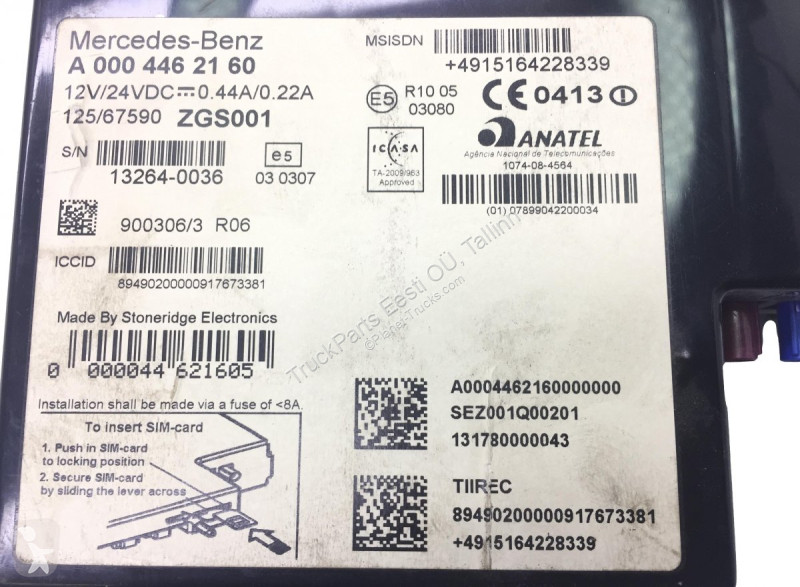 Mercedes-Benz
A 000 446 21 60
12V/24VDC 0.44A/0.22A
125/67590 ZGS001
S/N
13264-0036
e5
03 0307
900306/3 R06
ICCID
89490200000917673381
Made By Stoneridge Electronics
0 000044 621605
Installation shall be made via a fuse of <8A.
To insert SIM-card
1. Push in SIM-card
to locking position
2. Secure SIM-card
by sliding the lever across
MSISDN
+4915164228339
E5 R10 05
03080
CE 0413
ICASA
TA-2009/963
Approved
ANATEL
Agência Nacional de Telecomunicações
1074-08-4564
(01) 07899042200034
A0004462160000000
SEZ001Q00201
131780000043
TIIREC
89490200000917673381
+4915164228339
TruckParts Eesti OÜ, Tallinn
©Planet-Trucks.com